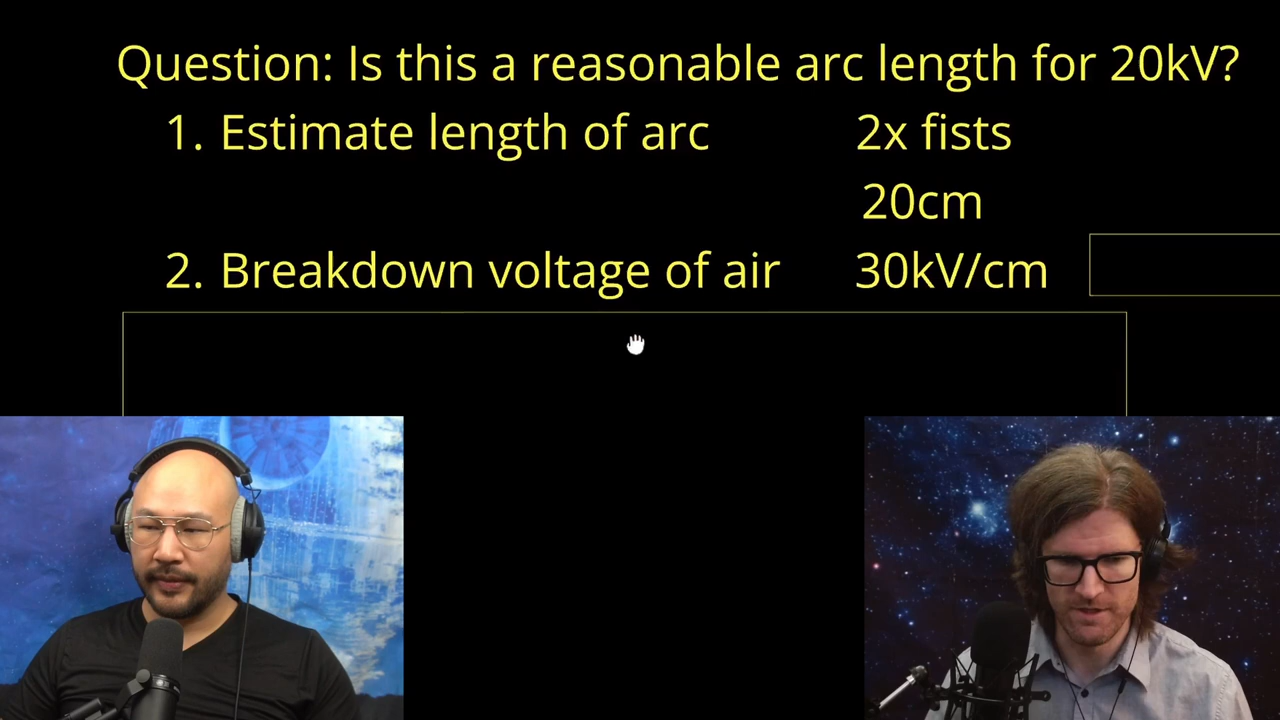 Question: Is this a reasonable arc length for 20kV?
1. Estimate length of arc 2x fists
20cm
2. Breakdown voltage of air 30kV/cm